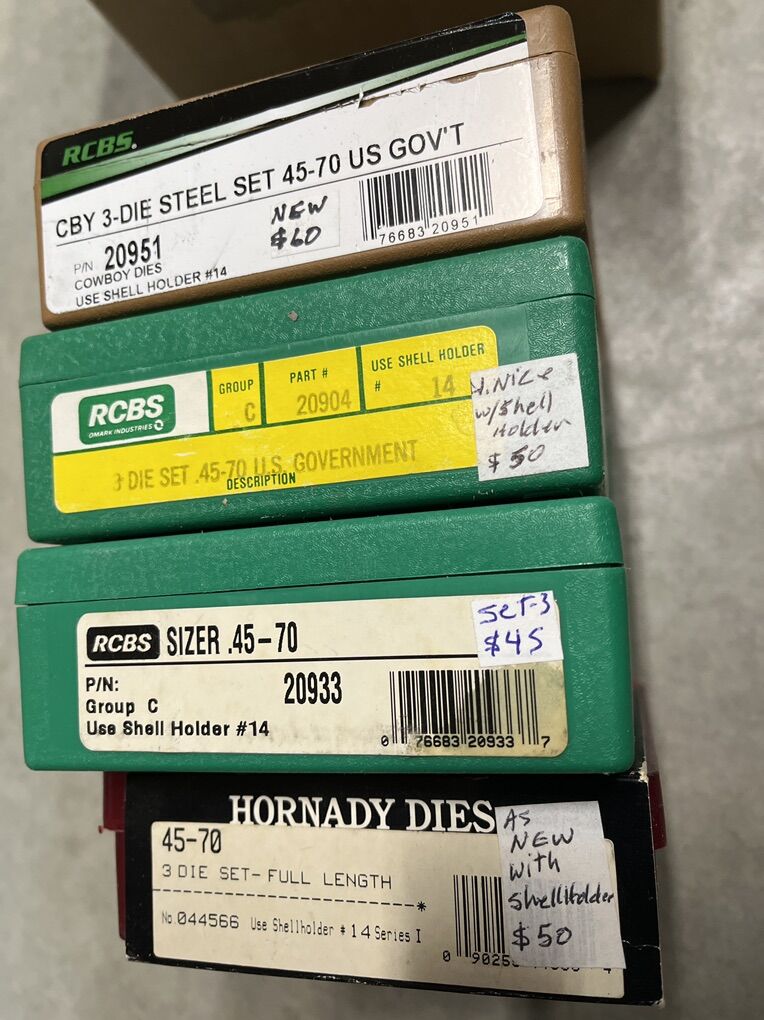 RCBS.
CBY 3-DIE STEEL SET 45-70 US GOV'T
P/N 20951
COWBOY DIES
USE SHELL HOLDER #14
NEW
$60
76683 20951
RCBS
OMARK INDUSTRIES
GROUP
C
PART #
20904
USE SHELL HOLDER
# 14
3 DIE SET .45-70 U.S. GOVERNMENT
DESCRIPTION
V.NICE
w/Shell
Holder
$50
RCBS SIZER .45-70
P/N: 20933
Group C
Use Shell Holder #14
0 76683 20933 7
SET-3
$45
HORNADY DIES
45-70
3 DIE SET- FULL LENGTH
*
No. 044566 Use Shellholder # 14 Series I
AS
NEW
with
shellHolder
$50